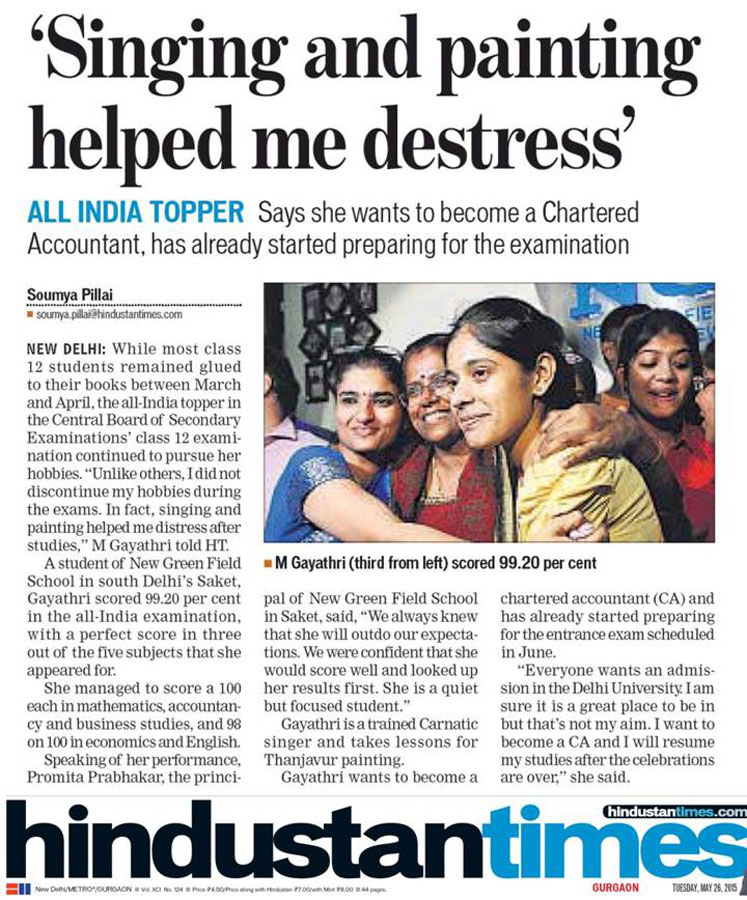 ‘Singing and painting
helped me destress’
ALL INDIA TOPPER Says she wants to become a Chartered
Accountant, has already started preparing for the examination
Soumya Pillai
soumya.pillai@hindustantimes.com
NEW DELHI: While most class
12 students remained glued
to their books between March
and April, the all-India topper in
the Central Board of Secondary
Examinations’ class 12 exami-
nation continued to pursue her
hobbies. “Unlike others, I did not
discontinue my hobbies during
the exams. In fact, singing and
painting helped me distress after
studies,” M Gayathri told HT.
A student of New Green Field
School in south Delhi’s Saket,
Gayathri scored 99.20 per cent
in the all-India examination,
with a perfect score in three
out of the five subjects that she
appeared for.
She managed to score a 100
each in mathematics, accountan-
cy and business studies, and 98
on 100 in economics and English.
Speaking of her performance,
Promita Prabhakar, the princi-
M Gayathri (third from left) scored 99.20 per cent
pal of New Green Field School
in Saket, said, “We always knew
that she will outdo our expecta-
tions. We were confident that she
would score well and looked up
her results first. She is a quiet
but focused student.”
Gayathri is a trained Carnatic
singer and takes lessons for
Thanjavur painting.
Gayathri wants to become a
chartered accountant (CA) and
has already started preparing
for the entrance exam scheduled
in June.
“Everyone wants an admis-
sion in the Delhi University. I am
sure it is a great place to be in
but that’s not my aim. I want to
become a CA and I will resume
my studies after the celebrations
are over,” she said.
hindustantimes.com
hindustantimes
New Delhi/METRO*/GURGAON Vol. XCI No. 124 Price ₹4.50/Price along with Hindustan ₹7.00/with Mint ₹8.00 44 pages.
GURGAON
TUESDAY, MAY 26, 2015